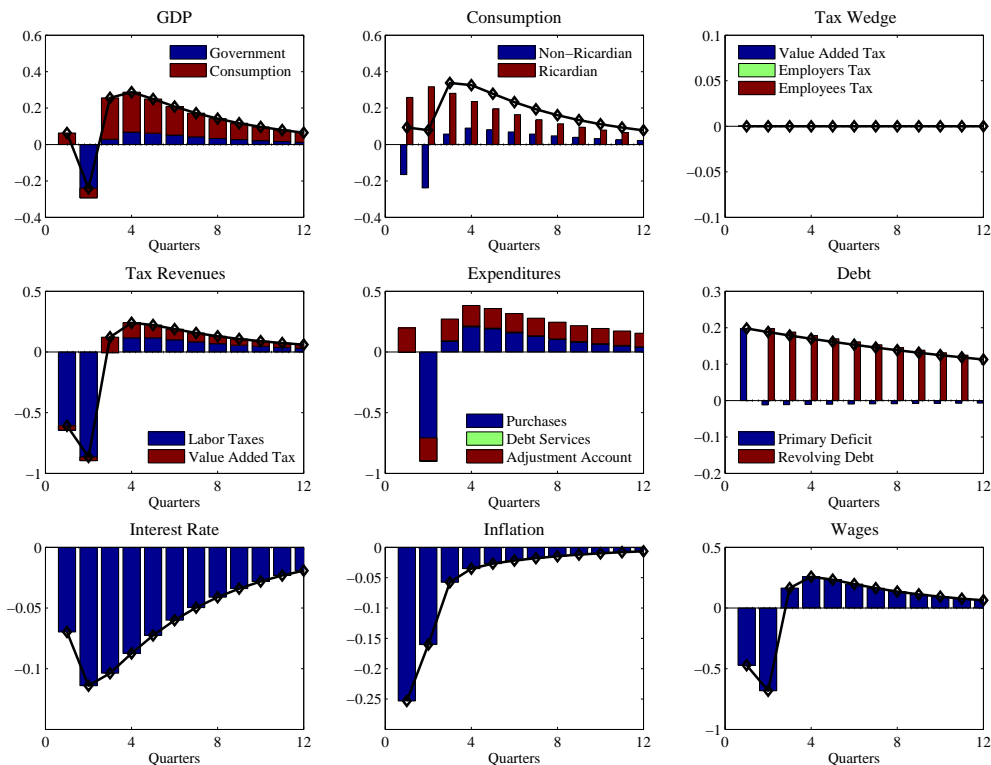 GDP
0.6
0.4
0.2
0
−0.2
−0.4
Government
Consumption
0 4 8 12
Quarters
Consumption
0.6
0.4
0.2
0
−0.2
−0.4
Non−Ricardian
Ricardian
0 4 8 12
Quarters
Tax Wedge
0.1
0.05
0
−0.05
−0.1
Value Added Tax
Employers Tax
Employees Tax
0 4 8 12
Quarters
Tax Revenues
0.5
0
−0.5
−1
Labor Taxes
Value Added Tax
0 4 8 12
Quarters
Expenditures
0.5
0
−0.5
−1
Purchases
Debt Services
Adjustment Account
0 4 8 12
Quarters
Debt
0.3
0.2
0.1
0
−0.1
−0.2
Primary Deficit
Revolving Debt
0 4 8 12
Quarters
Interest Rate
0
−0.05
−0.1
0 4 8 12
Quarters
Inflation
0
−0.05
−0.1
−0.15
−0.2
−0.25
0 4 8 12
Quarters
Wages
0.5
0
−0.5
−1
0 4 8 12
Quarters